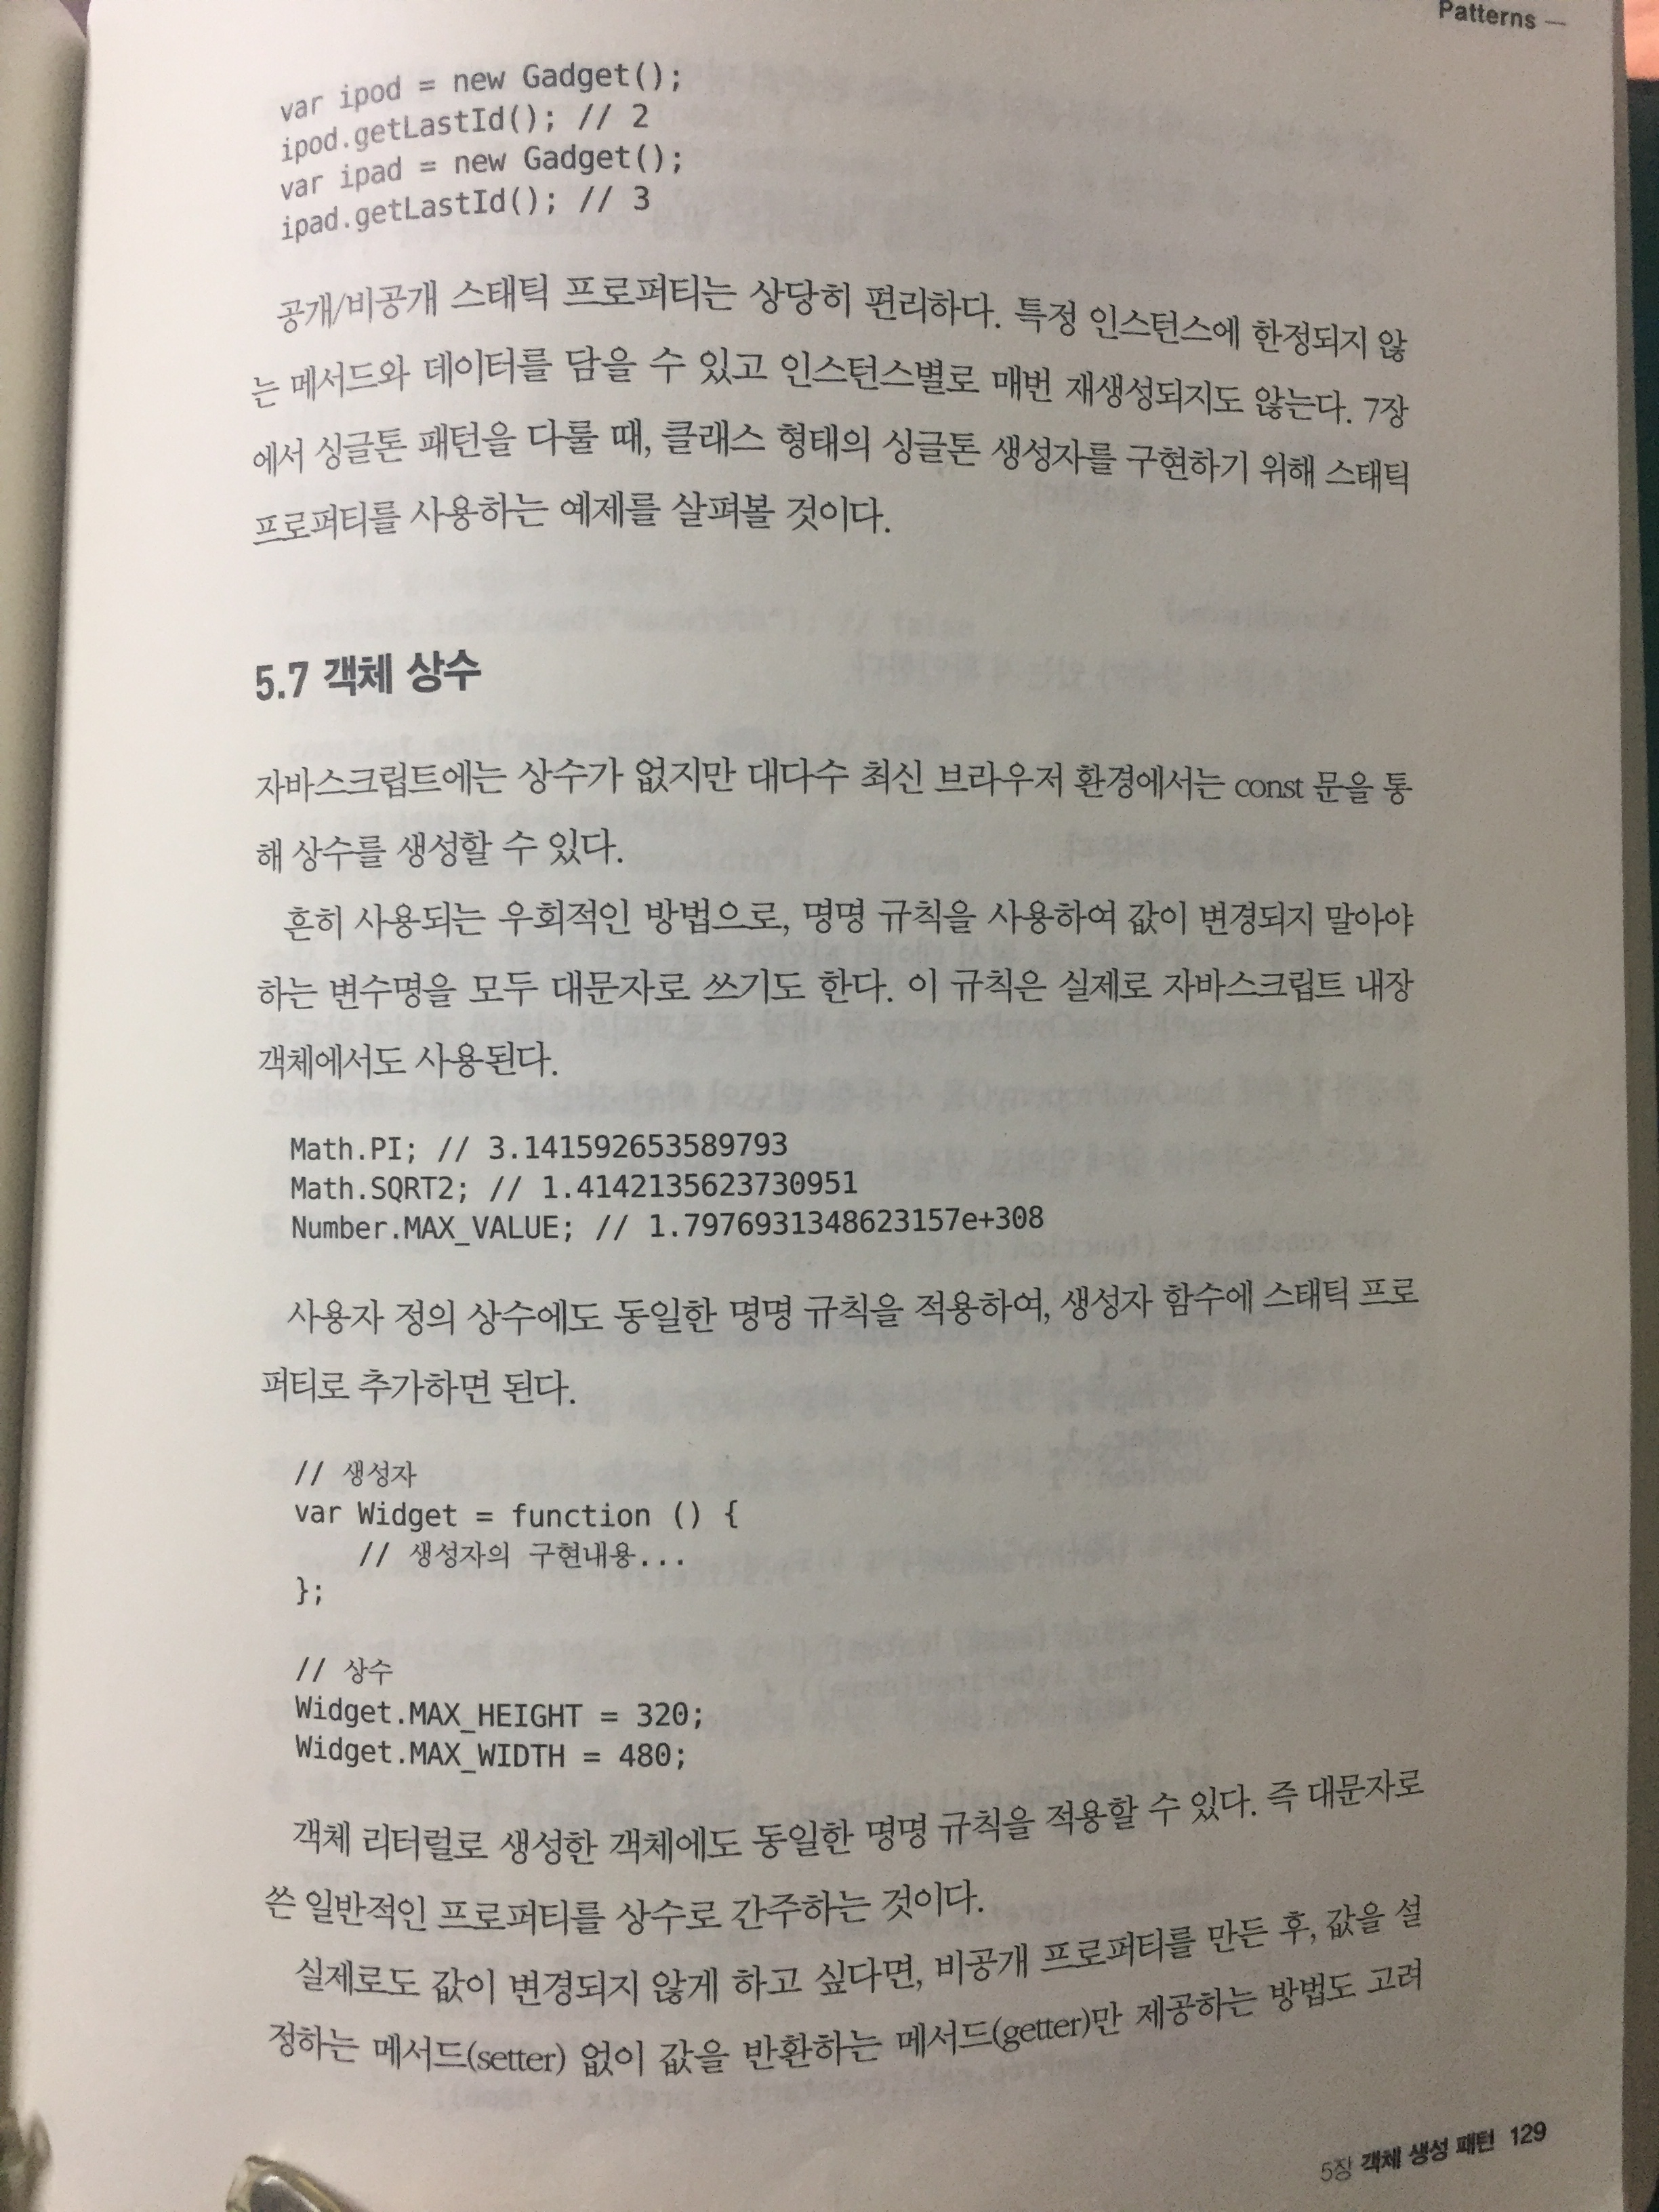 Patterns —
var ipod = new Gadget();
ipod.getLastId(); // 2
var ipad = new Gadget();
ipad.getLastId(); // 3
공개/비공개 스태틱 프로퍼티는 상당히 편리하다. 특정 인스턴스에 한정되지 않
는 메서드와 데이터를 담을 수 있고 인스턴스별로 매번 재생성되지도 않는다. 7장
에서 싱글톤 패턴을 다룰 때, 클래스 형태의 싱글톤 생성자를 구현하기 위해 스태틱
프로퍼티를 사용하는 예제를 살펴볼 것이다.
5.7 객체 상수
자바스크립트에는 상수가 없지만 대다수 최신 브라우저 환경에서는 const 문을 통
해 상수를 생성할 수 있다.
흔히 사용되는 우회적인 방법으로, 명명 규칙을 사용하여 값이 변경되지 말아야
하는 변수명을 모두 대문자로 쓰기도 한다. 이 규칙은 실제로 자바스크립트 내장
객체에서도 사용된다.
Math.PI; // 3.141592653589793
Math.SQRT2; // 1.4142135623730951
Number.MAX_VALUE; // 1.7976931348623157e+308
사용자 정의 상수에도 동일한 명명 규칙을 적용하여, 생성자 함수에 스태틱 프로
퍼티로 추가하면 된다.
// 생성자
var Widget = function () {
    // 생성자의 구현내용...
};
// 상수
Widget.MAX_HEIGHT = 320;
Widget.MAX_WIDTH = 480;
객체 리터럴로 생성한 객체에도 동일한 명명 규칙을 적용할 수 있다. 즉 대문자로
쓴 일반적인 프로퍼티를 상수로 간주하는 것이다.
실제로도 값이 변경되지 않게 하고 싶다면, 비공개 프로퍼티를 만든 후, 값을 설
정하는 메서드(setter) 없이 값을 반환하는 메서드(getter)만 제공하는 방법도 고려
5장 객체 생성 패턴 129